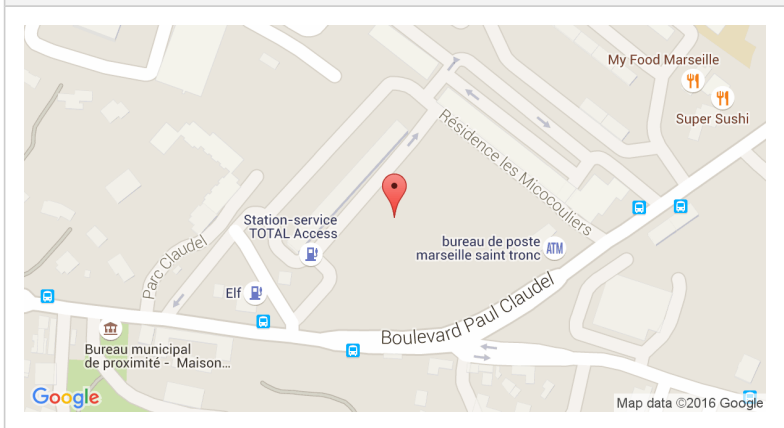 My Food Marseille
Super Sushi
Résidence les Micocouliers
Station-service
TOTAL Access
bureau de poste
marseille saint tronc
ATM
Parc Claudel
Elf
Boulevard Paul Claudel
Bureau municipal
de proximité - Maison...
Google
Map data ©2016 Google